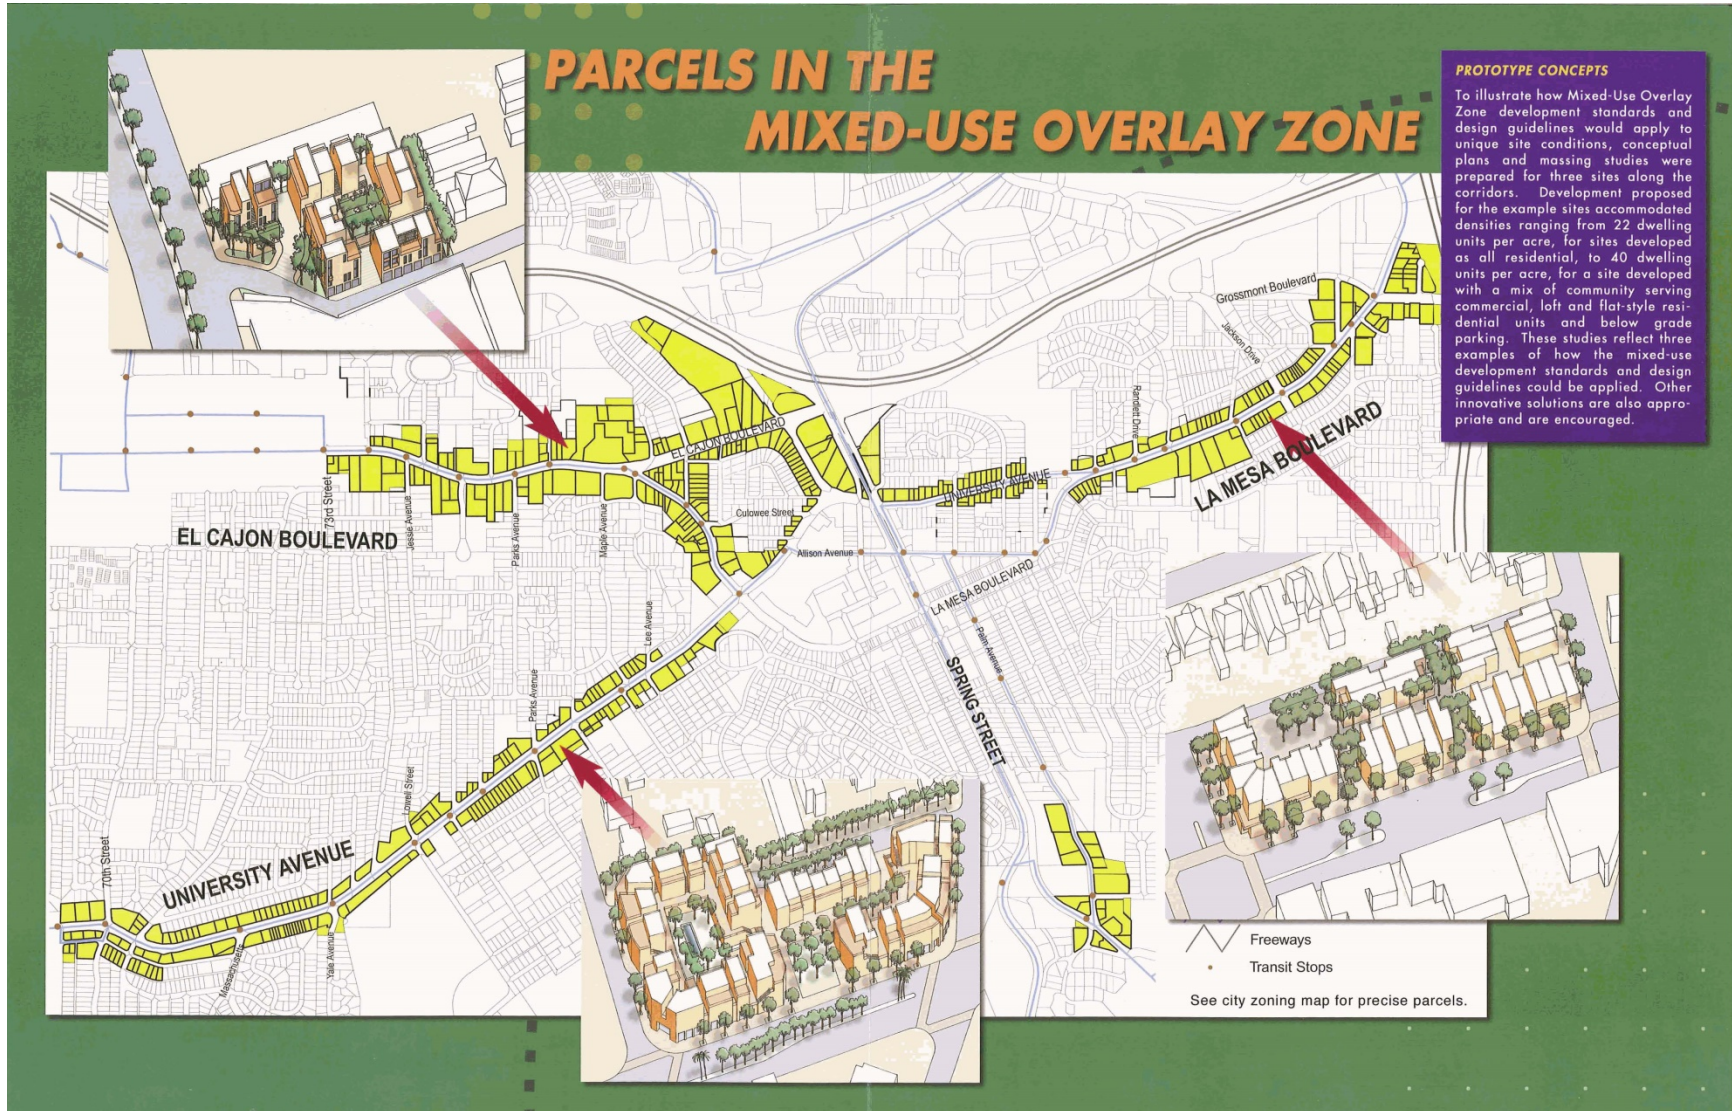 PARCELS IN THE
MIXED-USE OVERLAY ZONE
PROTOTYPE CONCEPTS
To illustrate how Mixed-Use Overlay
Zone development standards and
design guidelines would apply to
unique site conditions, conceptual
plans and massing studies were
prepared for three sites along the
corridors. Development proposed
for the example sites accommodated
densities ranging from 22 dwelling
units per acre, for sites developed
as all residential, to 40 dwelling
units per acre, for a site developed
with a mix of community serving
commercial, loft and flat-style resi-
dential units and below grade
parking. These studies reflect three
examples of how the mixed-use
development standards and design
guidelines could be applied. Other
innovative solutions are also appro-
priate and are encouraged.
Grossmont Boulevard
Jackson Drive
Randlett Drive
LA MESA BOULEVARD
EL CAJON BOULEVARD
UNIVERSITY AVENUE
73rd Street
Jessie Avenue
Parks Avenue
Maple Avenue
Culowee Street
EL CAJON BOULEVARD
Allison Avenue
LA MESA BOULEVARD
Palm Avenue
SPRING STREET
Lee Avenue
Parks Avenue
Lowell Street
70th Street
UNIVERSITY AVENUE
Massachusetts
Yale Avenue
Freeways
Transit Stops
See city zoning map for precise parcels.